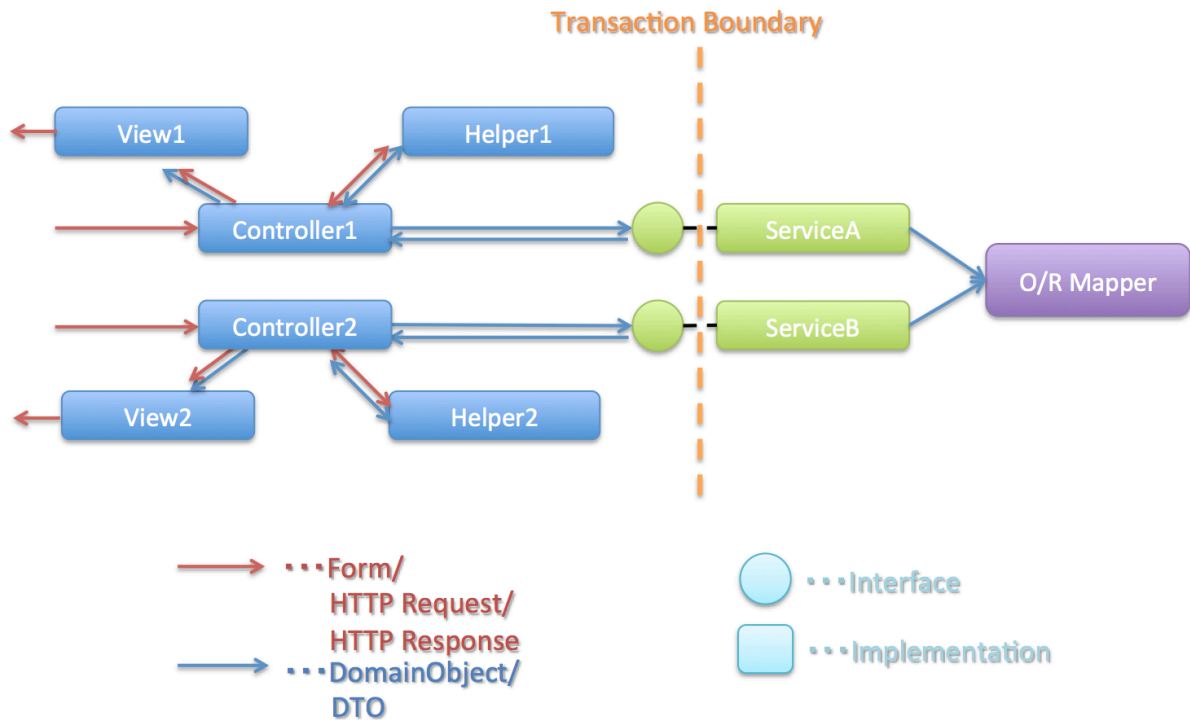 Transaction Boundary
View1
Helper1
Controller1
ServiceA
O/R Mapper
Controller2
ServiceB
View2
Helper2
···Form/
HTTP Request/
HTTP Response
···DomainObject/
DTO
···Interface
···Implementation